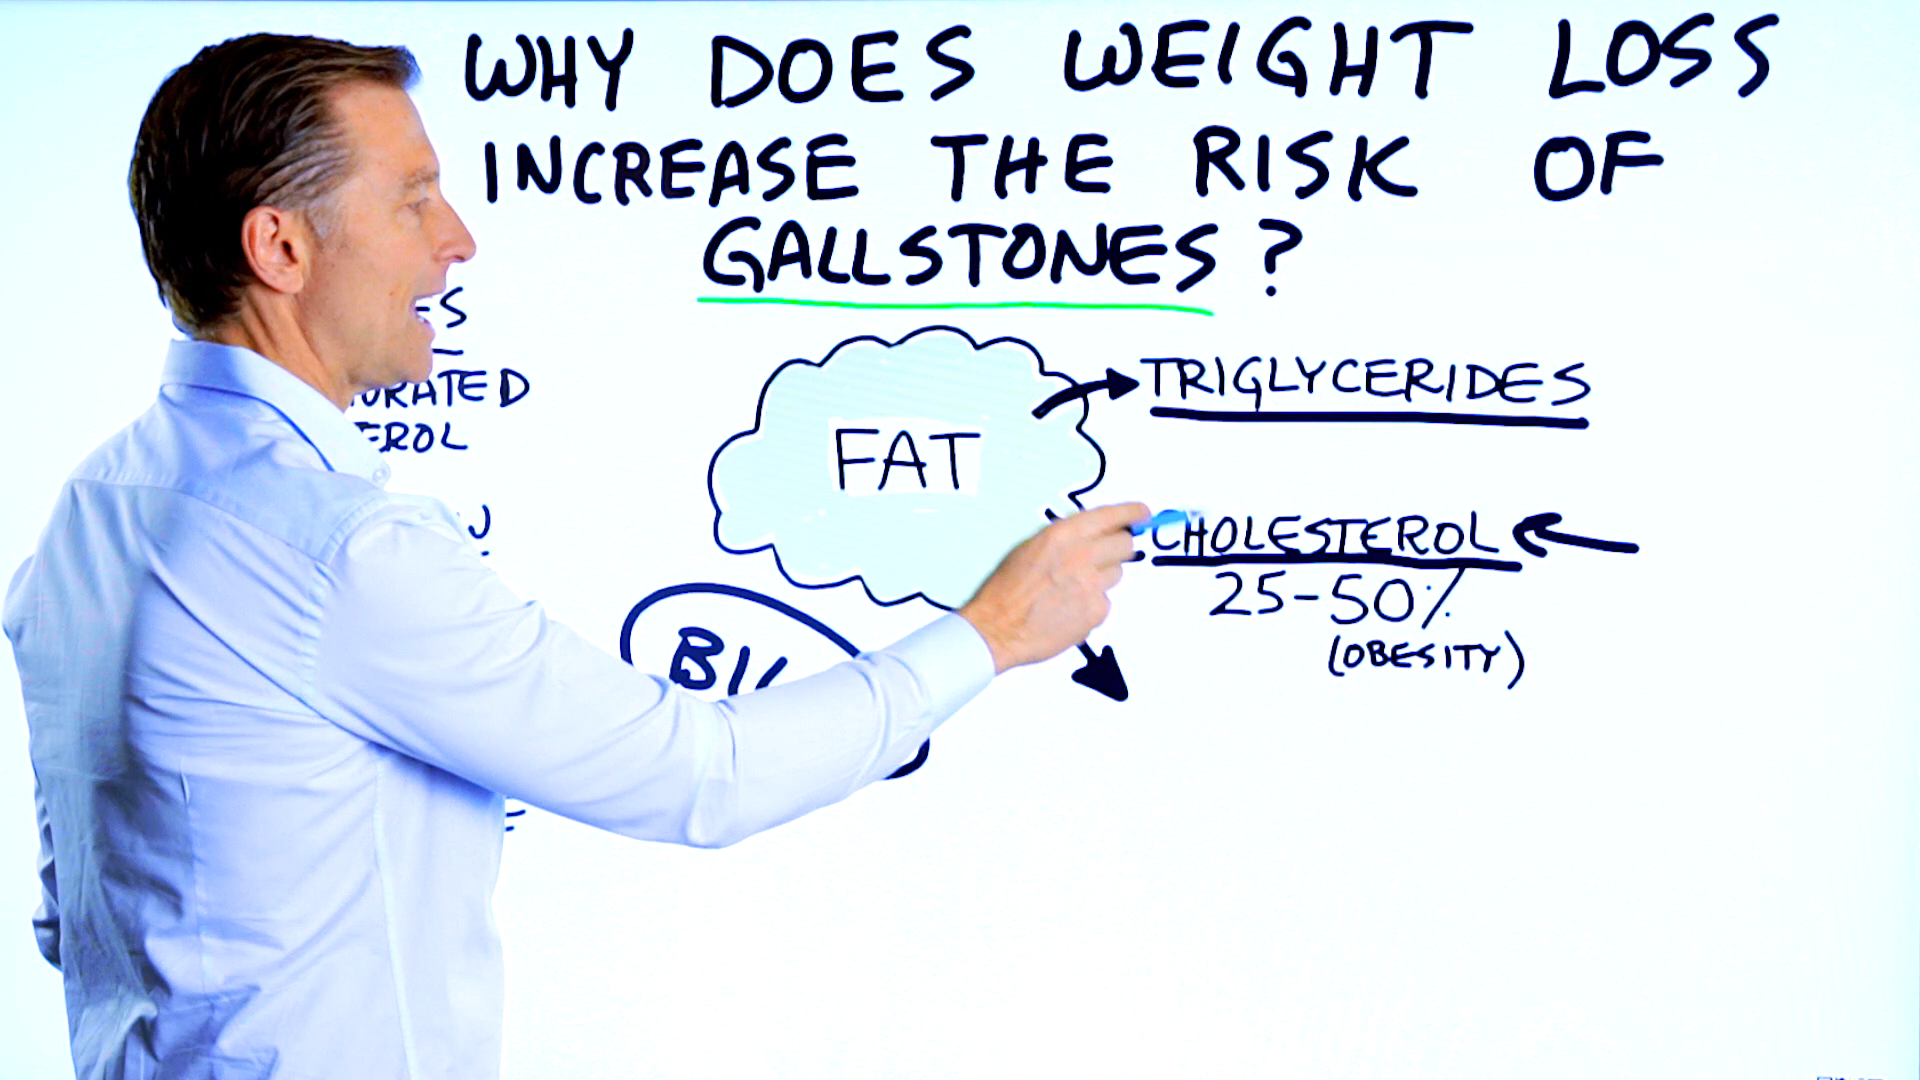 WHY DOES WEIGHT LOSS
INCREASE THE RISK OF
GALLSTONES?
TRIGLYCERIDES
FAT
CHOLESTEROL
25-50%
(OBESITY)